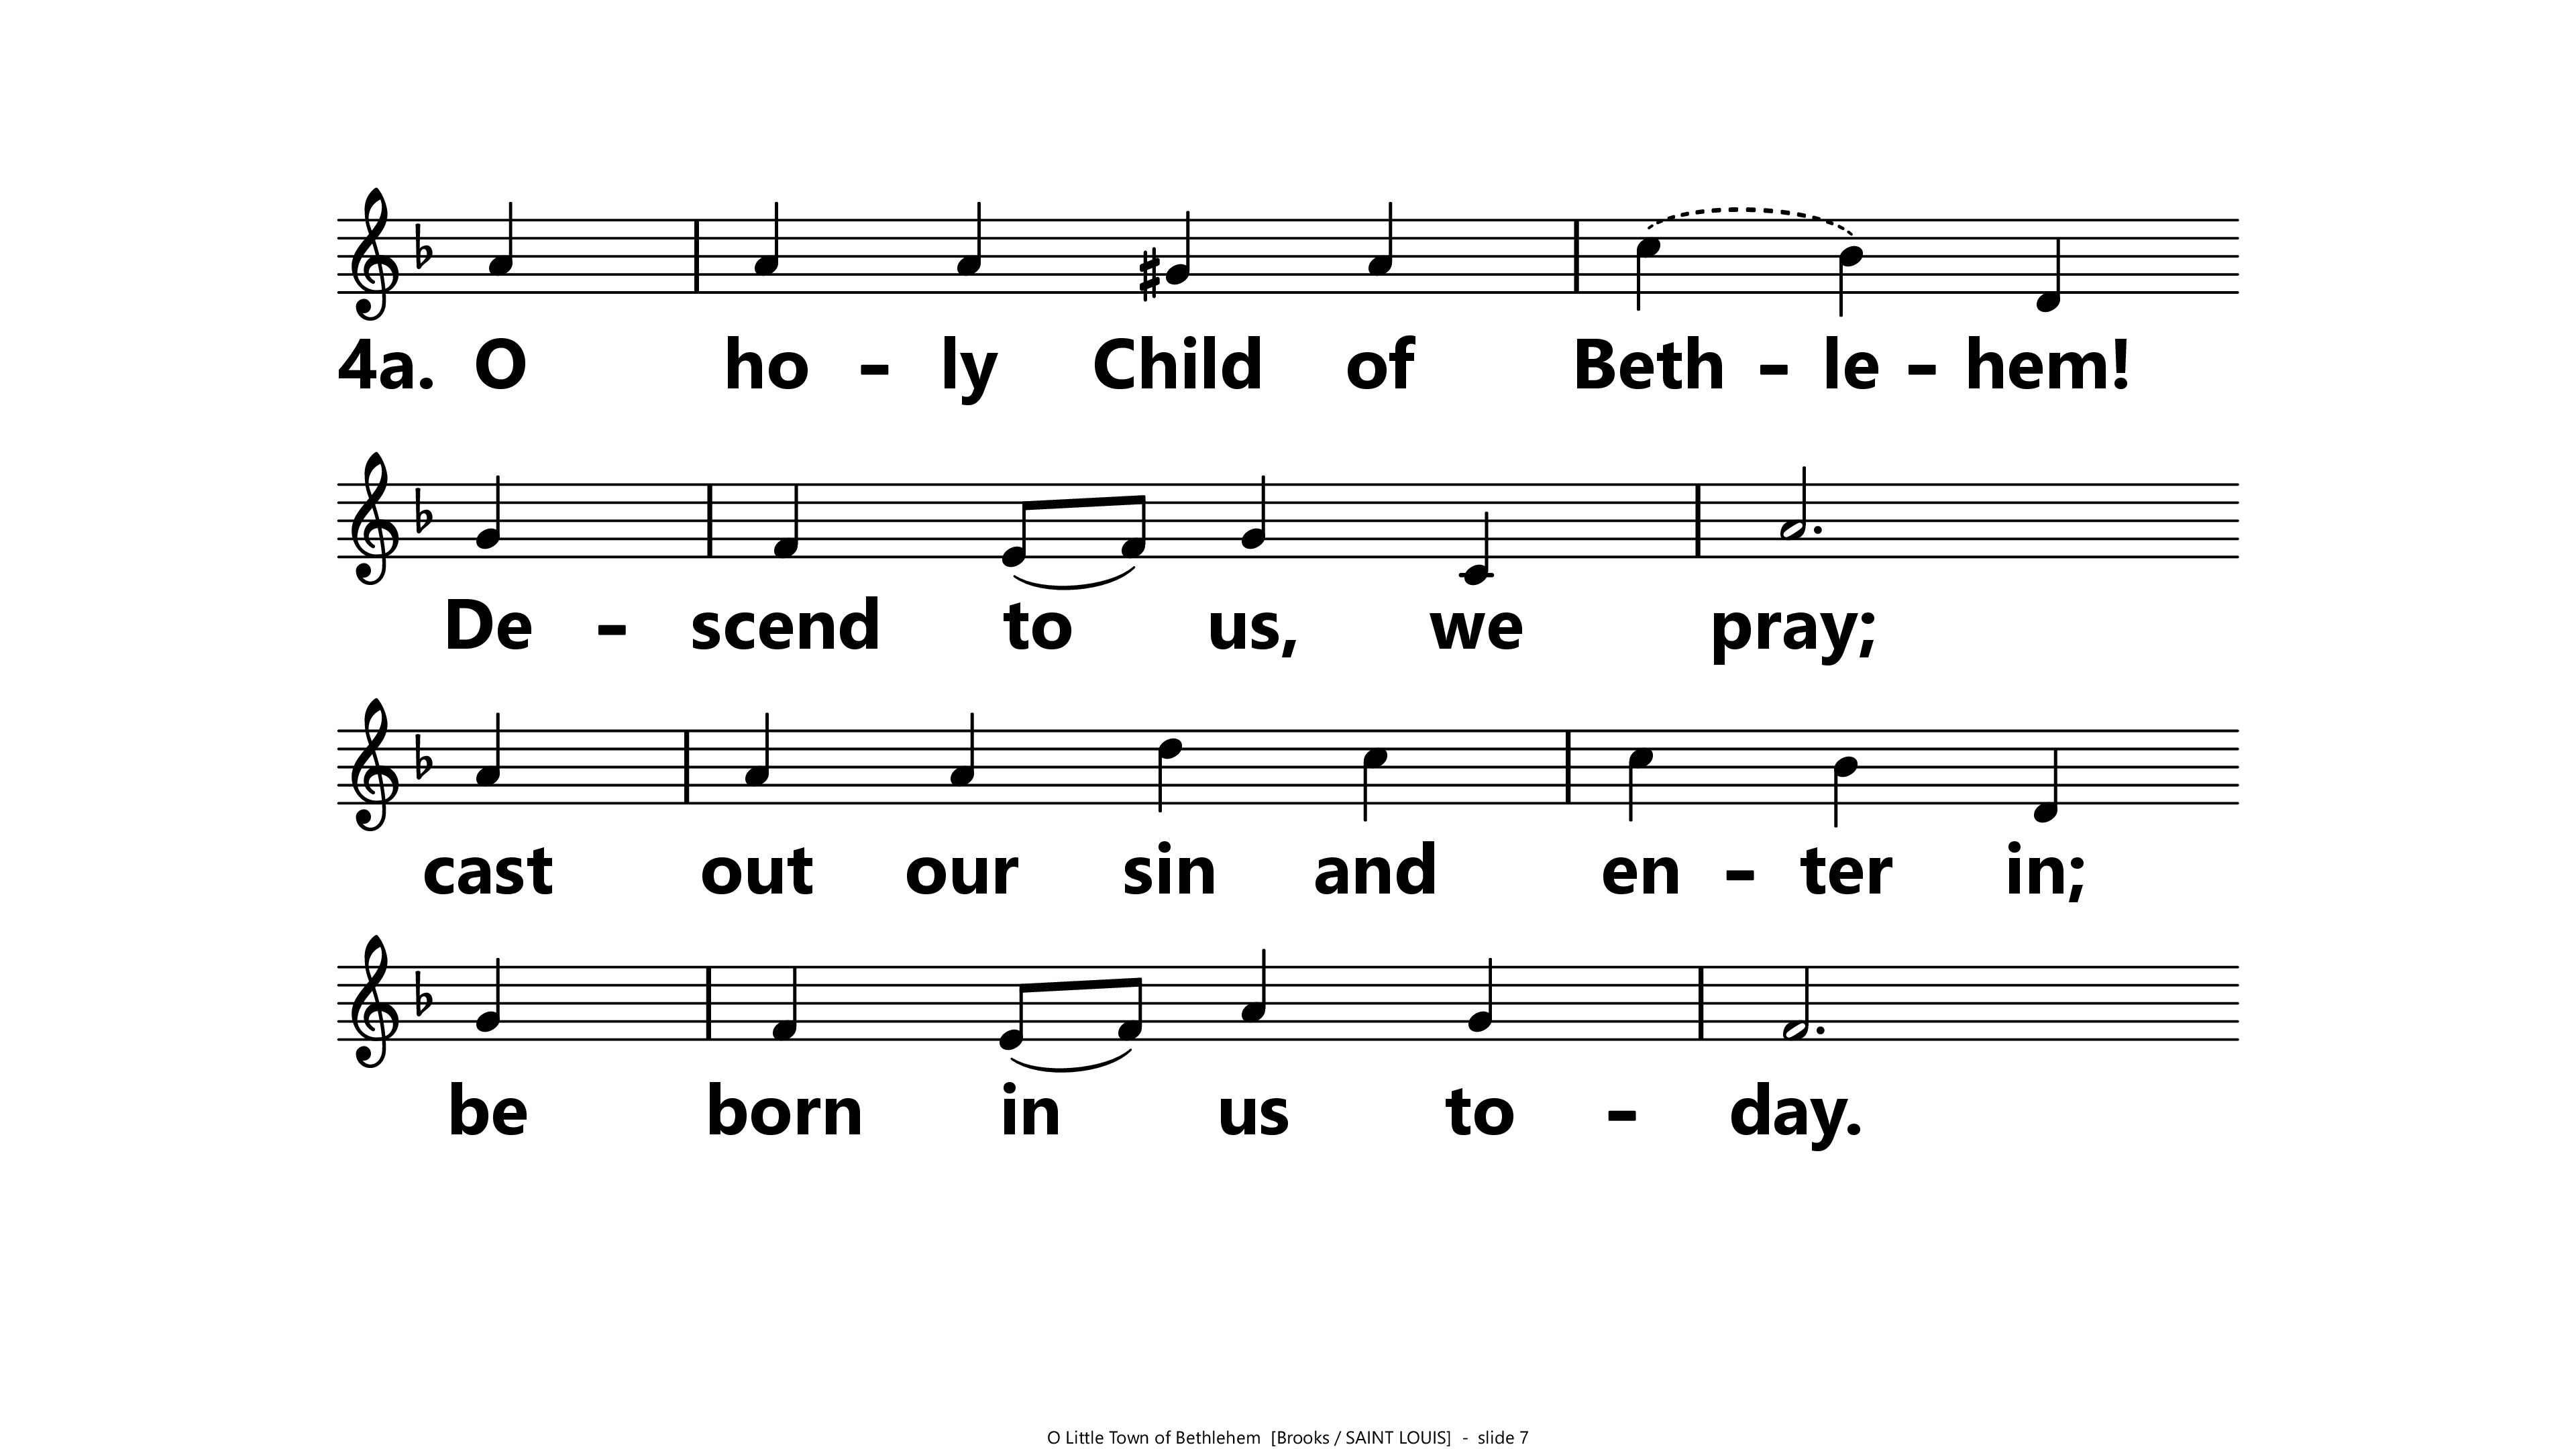 4a. O ho - ly Child of Beth - le - hem!
De - scend to us, we pray;
cast out our sin and en - ter in;
be born in us to - day.
O Little Town of Bethlehem [Brooks / SAINT LOUIS] - slide 7